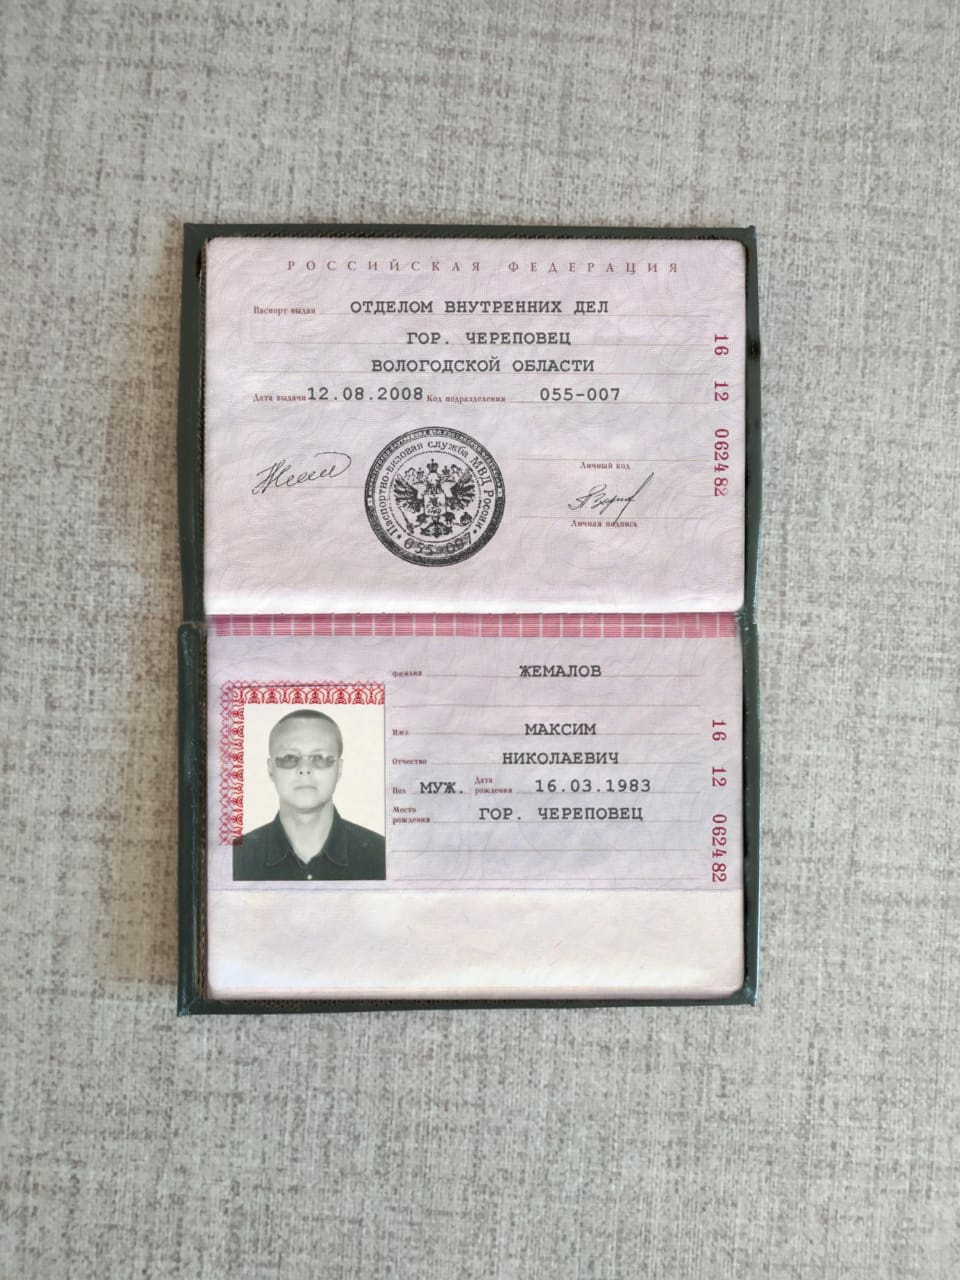 РОССИЙСКАЯ ФЕДЕРАЦИЯ
Паспорт выдан ОТДЕЛОМ ВНУТРЕННИХ ДЕЛ
ГОР. ЧЕРЕПОВЕЦ
ВОЛОГОДСКОЙ ОБЛАСТИ
Дата выдачи 12.08.2008 Код подразделения 055-007
16 12 062482
Паспортно-визовая служба МВД России
055-007
Личный код
Личная подпись
Фамилия ЖЕМАЛОВ
Имя МАКСИМ
Отчество НИКОЛАЕВИЧ
Пол МУЖ. Дата рождения 16.03.1983
Место рождения ГОР. ЧЕРЕПОВЕЦ
16 12 062482